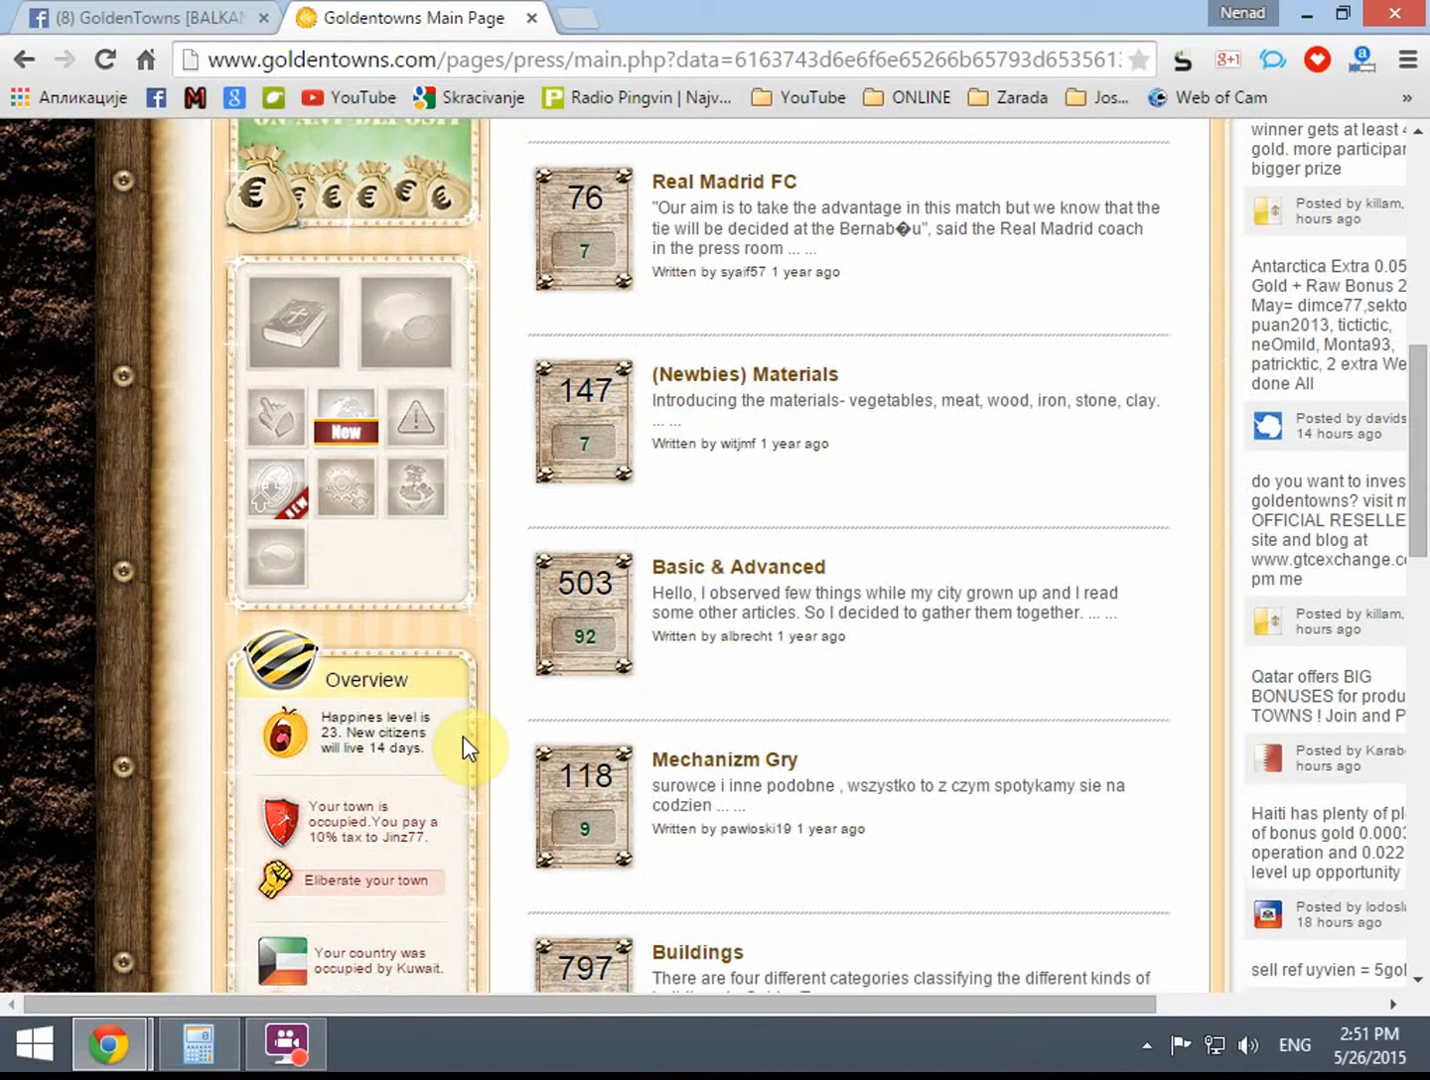 (8) GoldenTowns [BALKAN
Goldentowns Main Page
Nenad
www.goldentowns.com/pages/press/main.php?data=6163743d6e6f6e65266b65793d653561
Апликације
YouTube
Skracivanje
Radio Pingvin | Najv...
YouTube
ONLINE
Zarada
Jos...
Web of Cam
»
ON ANY DEPOSIT
New
NEW
Overview
Happines level is
23. New citizens
will live 14 days.
Your town is
occupied.You pay a
10% tax to Jinz77.
Eliberate your town
Your country was
occupied by Kuwait.
76
7
Real Madrid FC
"Our aim is to take the advantage in this match but we know that the
tie will be decided at the Bernab�u", said the Real Madrid coach
in the press room ... ...
Written by syaif57 1 year ago
147
7
(Newbies) Materials
Introducing the materials- vegetables, meat, wood, iron, stone, clay.
... ...
Written by witjmf 1 year ago
503
92
Basic & Advanced
Hello, I observed few things while my city grown up and I read
some other articles. So I decided to gather them together. ... ...
Written by albrecht 1 year ago
118
9
Mechanizm Gry
surowce i inne podobne , wszystko to z czym spotykamy sie na
codzien ... ...
Written by pawloski19 1 year ago
797
Buildings
There are four different categories classifying the different kinds of
winner gets at least
gold. more participar
bigger prize
Posted by killam,
hours ago
Antarctica Extra 0.05
Gold + Raw Bonus 2
May= dimce77,sekto
puan2013, tictictic,
neOmild, Monta93,
patricktic, 2 extra We
done All
Posted by davids
14 hours ago
do you want to inves
goldentowns? visit m
OFFICIAL RESELLE
site and blog at
www.gtcexchange.c
pm me
Posted by killam,
hours ago
Qatar offers BIG
BONUSES for produ
TOWNS ! Join and P
Posted by Karab
hours ago
Haiti has plenty of pl
of bonus gold 0.000
operation and 0.022
level up opportunity
Posted by lodosl
18 hours ago
sell ref uyvien = 5gol
ENG
2:51 PM
5/26/2015